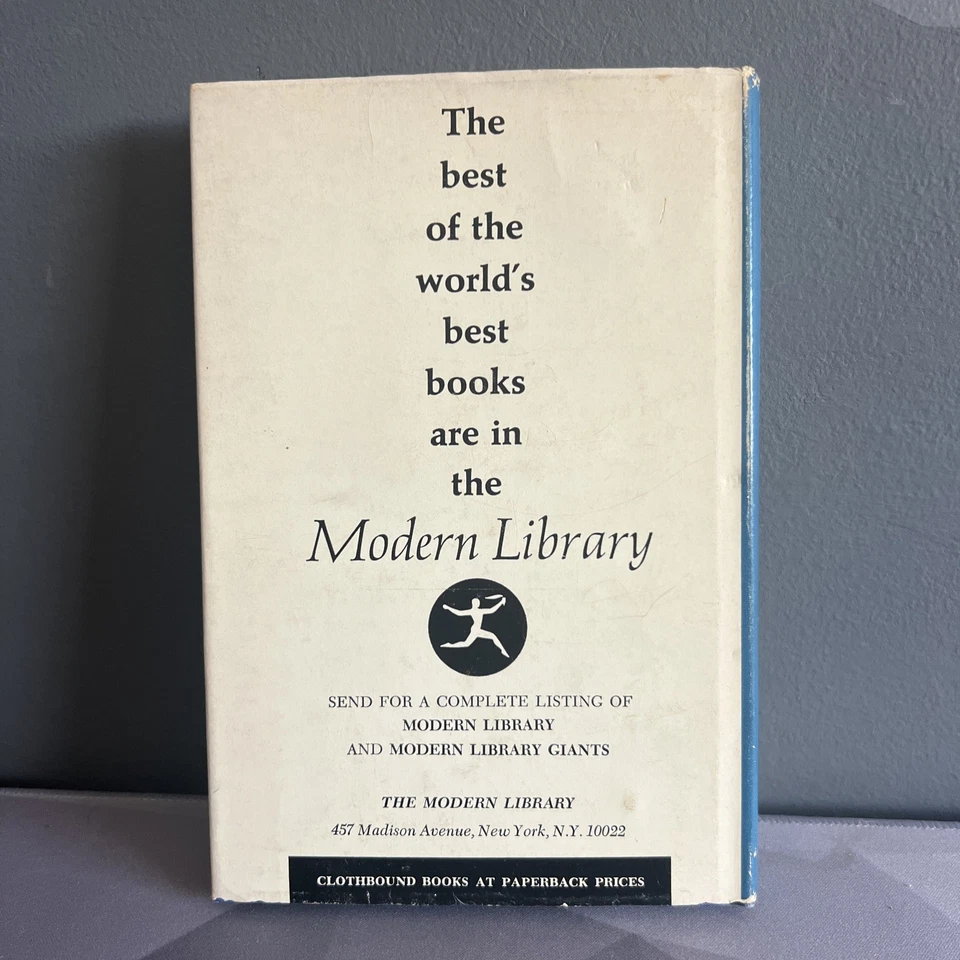 The
best
of the
world's
best
books
are in
the
Modern Library
SEND FOR A COMPLETE LISTING OF
MODERN LIBRARY
AND MODERN LIBRARY GIANTS
THE MODERN LIBRARY
457 Madison Avenue, New York, N.Y. 10022
CLOTHBOUND BOOKS AT PAPERBACK PRICES